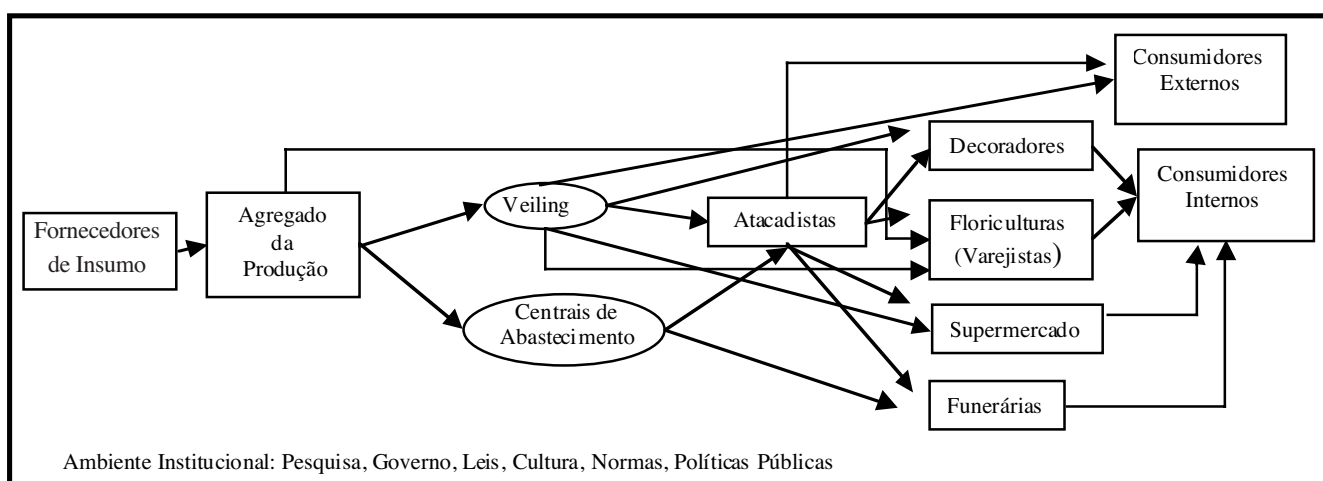 Fornecedores
de Insumo
Agregado
da
Produção
Veiling
Centrais de
Abastecimento
Atacadistas
Consumidores
Externos
Decoradores
Floriculturas
(Varejistas)
Supermercado
Funerárias
Consumidores
Internos
Ambiente Institucional: Pesquisa, Governo, Leis, Cultura, Normas, Políticas Públicas